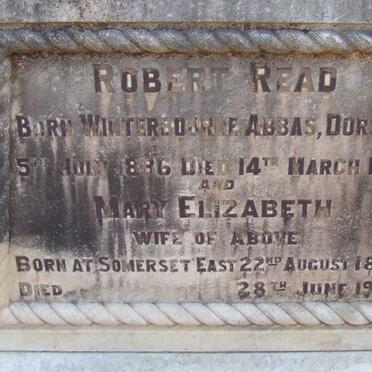 ROBERT READ
BORN WINTERBOURNE ABBAS, DOR
5TH JULY 1836 DIED 14TH MARCH
AND
MARY ELIZABETH
WIFE OF ABOVE
BORN AT SOMERSET EAST 22ND AUGUST 18
DIED 28TH JUNE 19